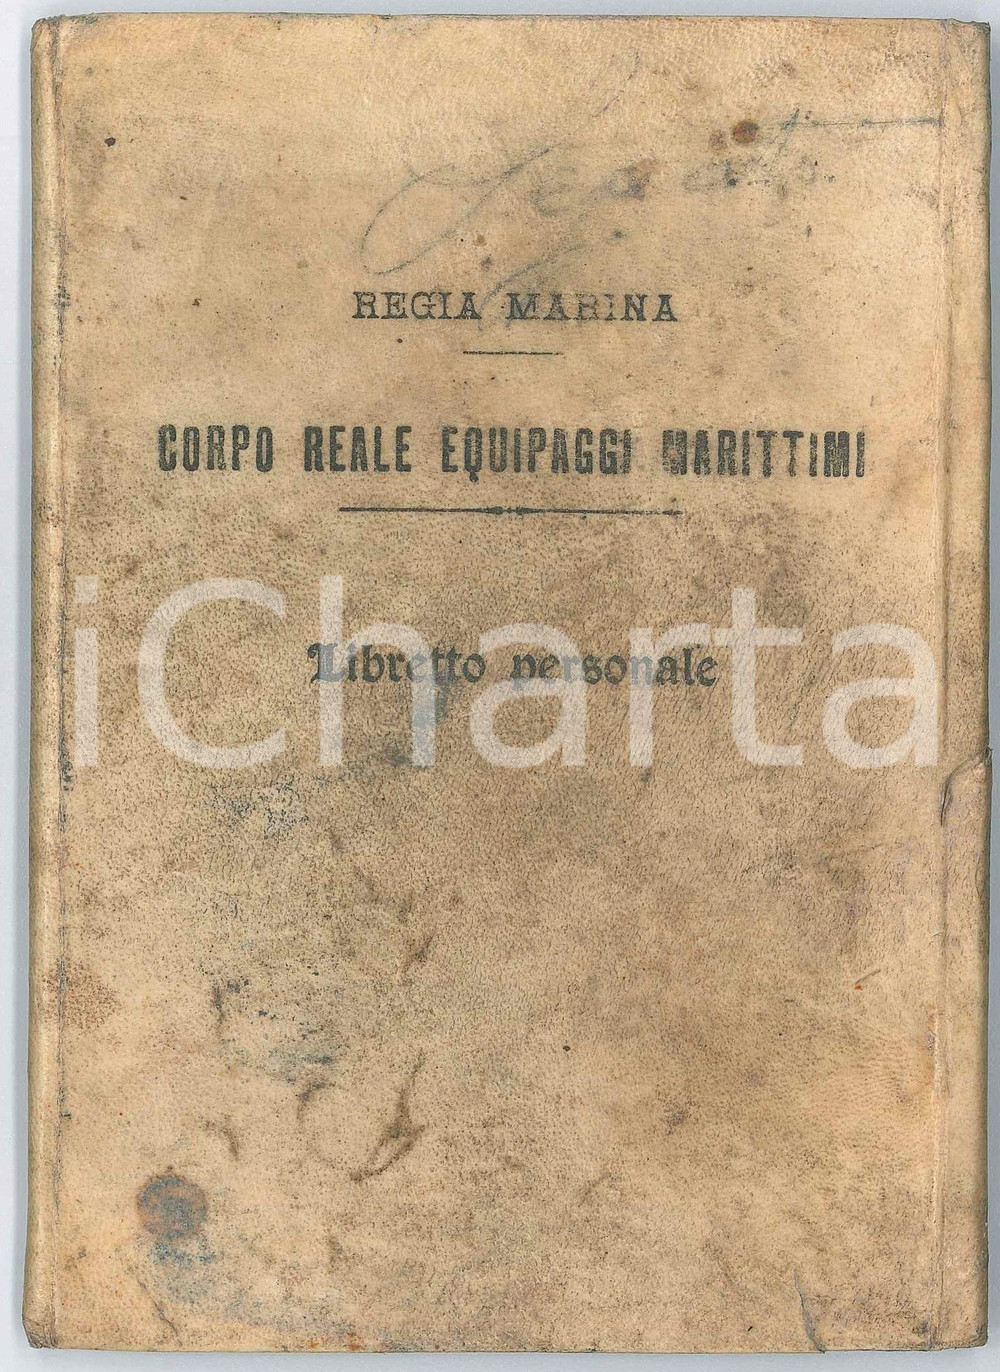 REGIA MARINA
CORPO REALE EQUIPAGGI MARITTIMI
Libretto personale
iCharta